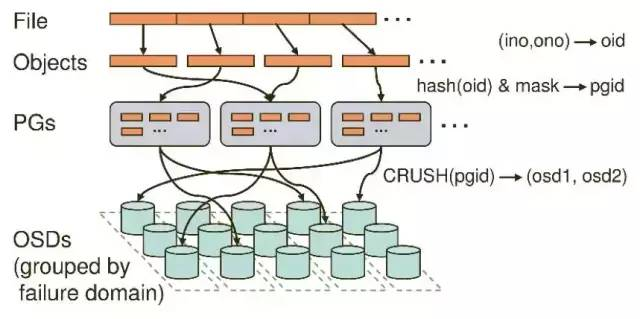 File
...
(ino,ono) → oid
Objects
...
hash(oid) & mask → pgid
PGs
...
...
...
...
CRUSH(pgid) → (osd1, osd2)
OSDs
(grouped by
failure domain)